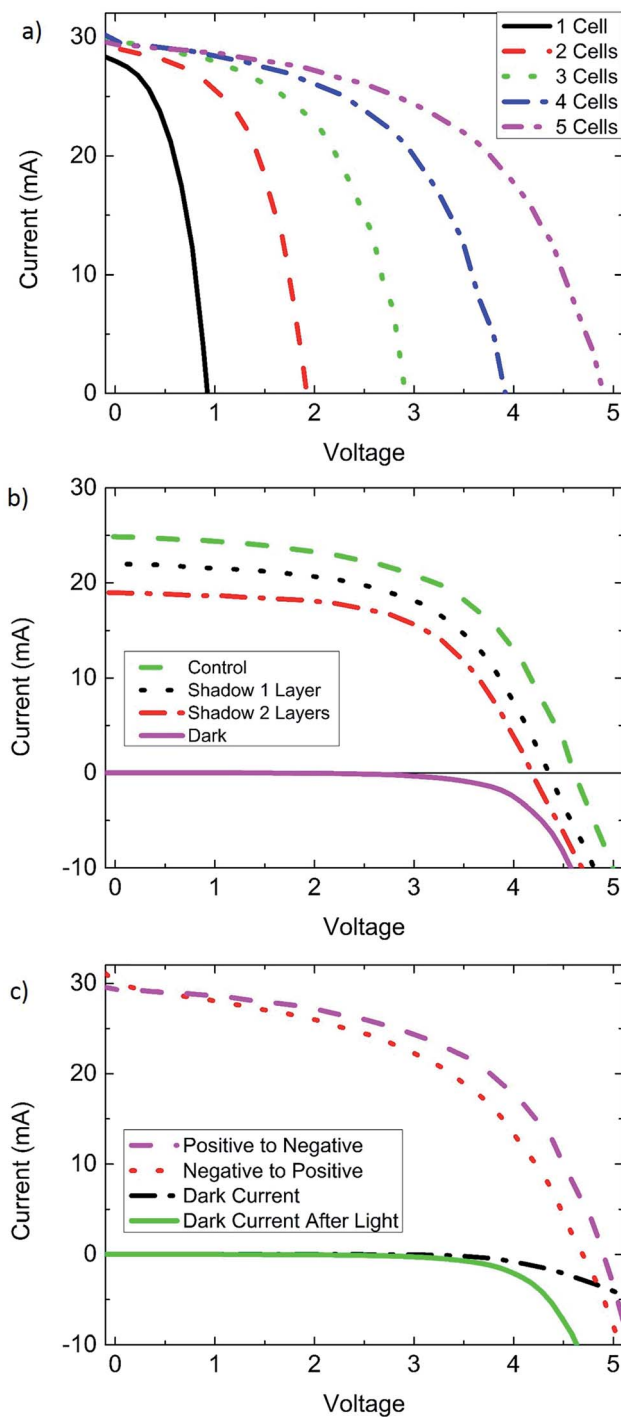 a)
30
20
10
0
Current (mA)
1 Cell
2 Cells
3 Cells
4 Cells
5 Cells
0 1 2 3 4 5
Voltage
b)
30
20
10
0
-10
Current (mA)
Control
Shadow 1 Layer
Shadow 2 Layers
Dark
0 1 2 3 4 5
Voltage
c)
30
20
10
0
-10
Current (mA)
Positive to Negative
Negative to Positive
Dark Current
Dark Current After Light
0 1 2 3 4 5
Voltage